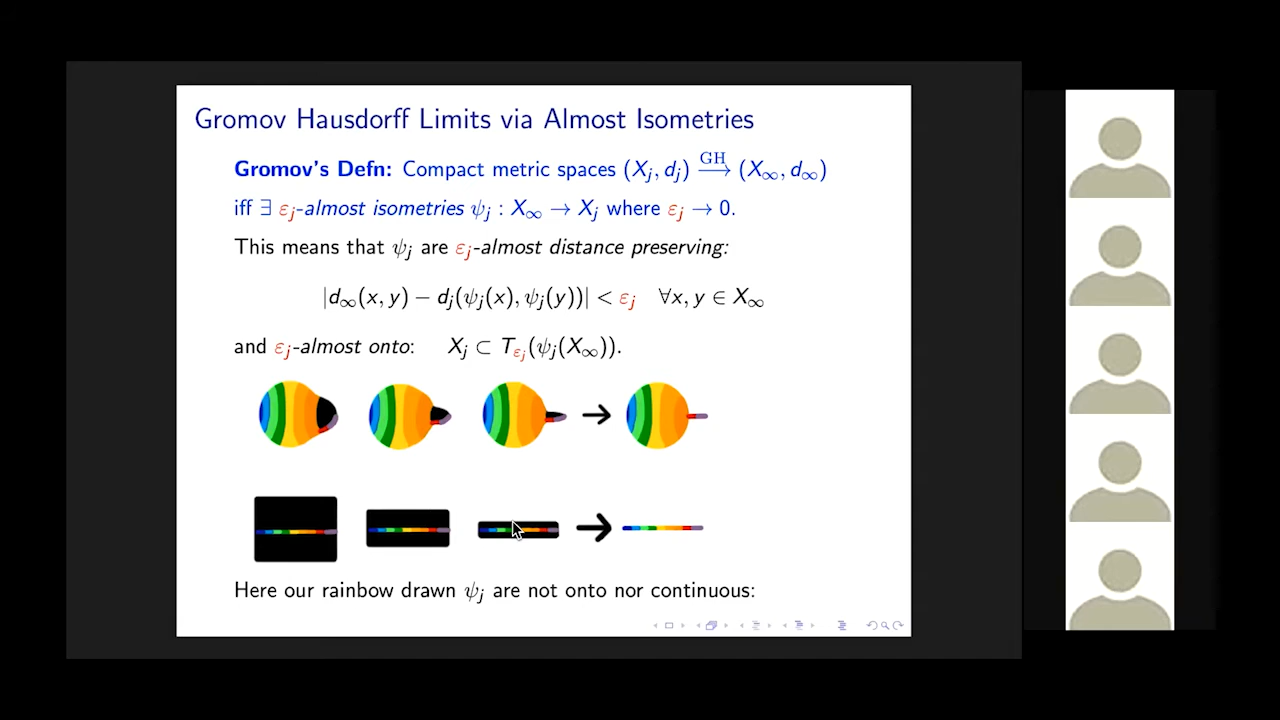 Gromov Hausdorff Limits via Almost Isometries
Gromov's Defn: Compact metric spaces (X_j, d_j) \overset{GH}{\longrightarrow} (X_∞, d_∞)
iff ∃ ε_j-almost isometries ψ_j : X_∞ → X_j where ε_j → 0.
This means that ψ_j are ε_j-almost distance preserving:
|d_∞(x, y) − d_j(ψ_j(x), ψ_j(y))| < ε_j ∀x, y ∈ X_∞
and ε_j-almost onto: X_j ⊂ T_{ε_j}(ψ_j(X_∞)).
Here our rainbow drawn ψ_j are not onto nor continuous: